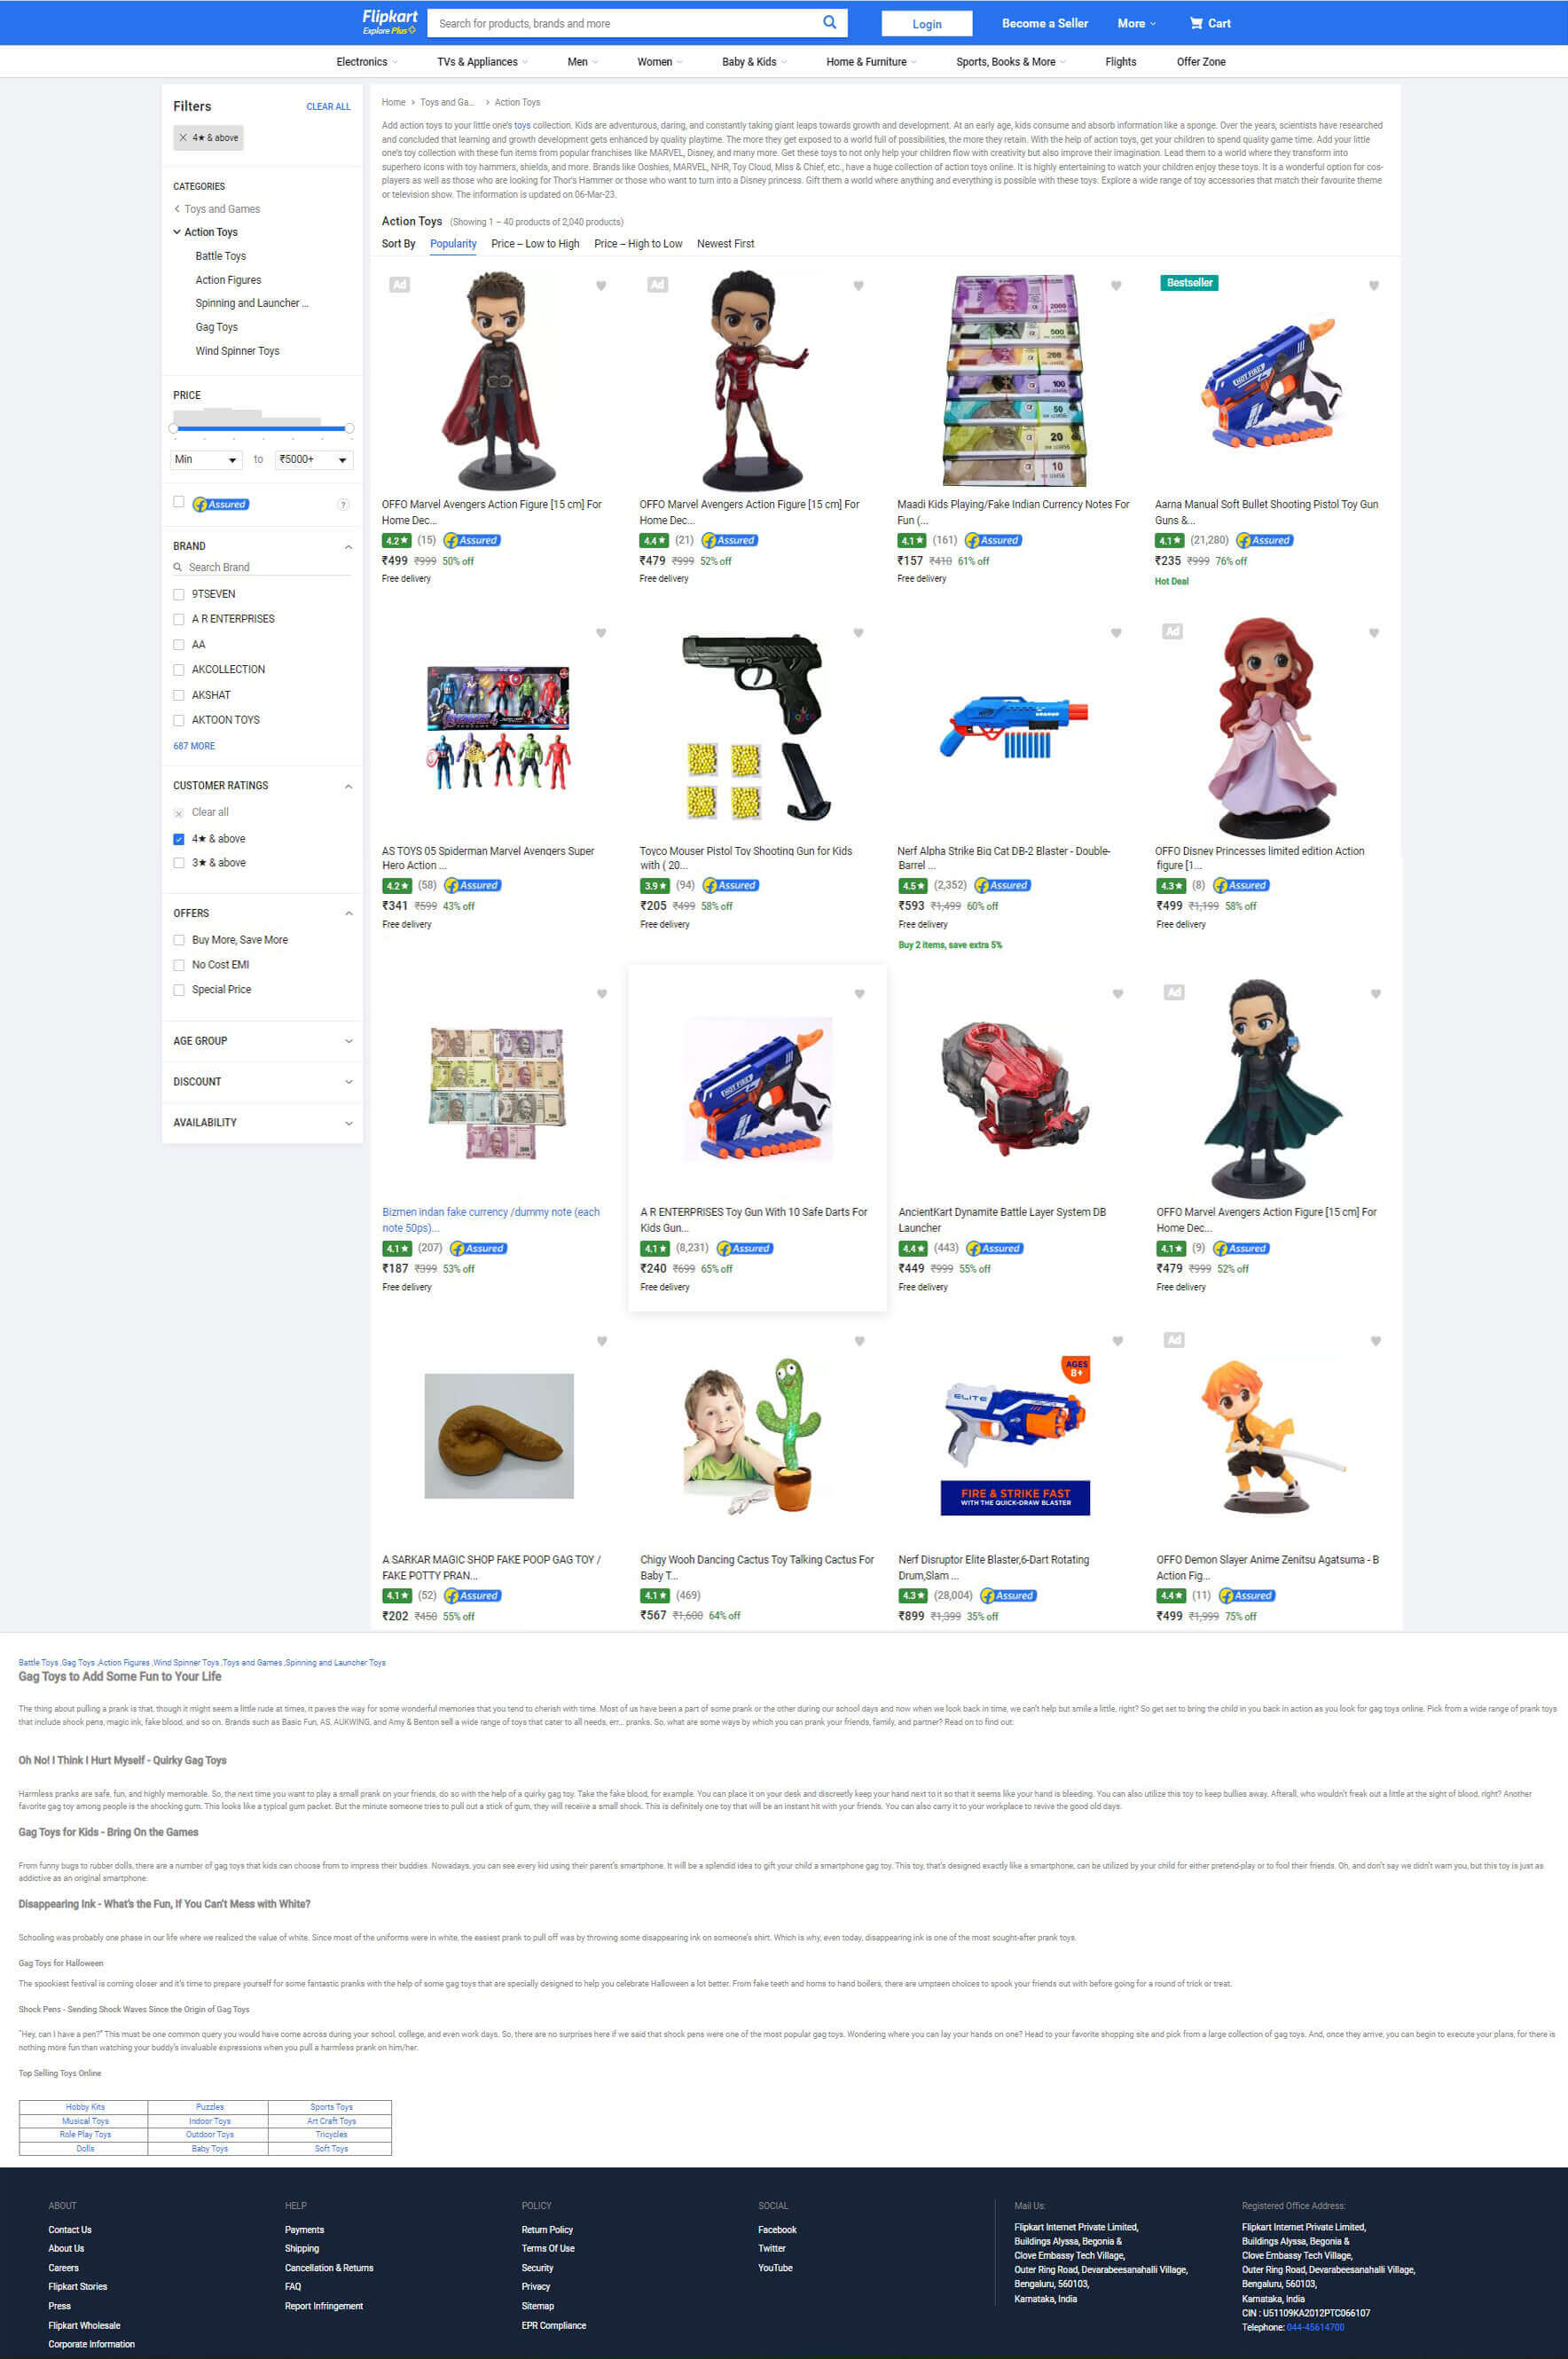 Flipkart
Explore Plus
Search for products, brands and more
Login
Become a Seller
More
Cart
Electronics
TVs & Appliances
Men
Women
Baby & Kids
Home & Furniture
Sports, Books & More
Flights
Offer Zone
Filters
CLEAR ALL
4★ & above
CATEGORIES
Toys and Games
Action Toys
Battle Toys
Action Figures
Spinning and Launcher ...
Gag Toys
Wind Spinner Toys
PRICE
Min
to
₹5000+
Assured
?
BRAND
Search Brand
9TSEVEN
A R ENTERPRISES
AA
AKCOLLECTION
AKSHAT
AKTOON TOYS
687 MORE
CUSTOMER RATINGS
Clear all
4★ & above
3★ & above
OFFERS
Buy More, Save More
No Cost EMI
Special Price
AGE GROUP
DISCOUNT
AVAILABILITY
Home > Toys and Ga... > Action Toys
Add action toys to your little one's toys collection. Kids are adventurous, daring, and constantly taking giant leaps towards growth and development. At an early age, kids consume and absorb information like a sponge. Over the years, scientists have researched
and concluded that learning and growth development gets enhanced by quality playtime. The more they get exposed to a world full of possibilities, the more they retain. With the help of action toys, get your children to spend quality game time. Add your little
one's toy collection with these fun items from popular franchises like MARVEL, Disney, and many more. Get these toys to not only help your children flow with creativity but also improve their imagination. Lead them to a world where they transform into
superhero icons with toy hammers, shields, and more. Brands like Ooshies, MARVEL, NHR, Toy Cloud, Miss & Chief, etc., have a huge collection of action toys online. It is highly entertaining to watch your children enjoy these toys. It is a wonderful option for cos-
players as well as those who are looking for Thor's Hammer or those who want to turn into a Disney princess. Gift them a world where anything and everything is possible with these toys. Explore a wide range of toy accessories that match their favourite theme
or television show. The information is updated on 06-Mar-23.
Action Toys (Showing 1 – 40 products of 2,040 products)
Sort By Popularity Price – Low to High Price – High to Low Newest First
Ad
OFFO Marvel Avengers Action Figure [15 cm] For
Home Dec...
4.2★ (15) Assured
₹499 ₹999 50% off
Free delivery
Ad
OFFO Marvel Avengers Action Figure [15 cm] For
Home Dec...
4.4★ (21) Assured
₹479 ₹999 52% off
Free delivery
2000
500
200
100
50
20
10
Maadi Kids Playing/Fake Indian Currency Notes For
Fun (...
4.1★ (161) Assured
₹157 ₹410 61% off
Free delivery
Bestseller
HOT FIRE
Aarna Manual Soft Bullet Shooting Pistol Toy Gun
Guns &...
4.1★ (21,280) Assured
₹235 ₹999 76% off
Hot Deal
AS TOYS 05 Spiderman Marvel Avengers Super
Hero Action ...
4.2★ (58) Assured
₹341 ₹599 43% off
Free delivery
Toyco Mouser Pistol Toy Shooting Gun for Kids
with ( 20...
3.9★ (94) Assured
₹205 ₹499 58% off
Free delivery
Nerf Alpha Strike Big Cat DB-2 Blaster - Double-
Barrel ...
4.5★ (2,352) Assured
₹593 ₹1,499 60% off
Free delivery
Buy 2 items, save extra 5%
Ad
OFFO Disney Princesses limited edition Action
figure [1...
4.3★ (8) Assured
₹499 ₹1,199 58% off
Free delivery
Bizmen indan fake currency /dummy note (each
note 50ps)...
4.1★ (207) Assured
₹187 ₹399 53% off
Free delivery
HOT FIRE
A R ENTERPRISES Toy Gun With 10 Safe Darts For
Kids Gun...
4.1★ (8,231) Assured
₹240 ₹699 65% off
Free delivery
AncientKart Dynamite Battle Layer System DB
Launcher
4.4★ (443) Assured
₹449 ₹999 55% off
Free delivery
Ad
OFFO Marvel Avengers Action Figure [15 cm] For
Home Dec...
4.1★ (9) Assured
₹479 ₹999 52% off
Free delivery
A SARKAR MAGIC SHOP FAKE POOP GAG TOY /
FAKE POTTY PRAN...
4.1★ (52) Assured
₹202 ₹450 55% off
Chigy Wooh Dancing Cactus Toy Talking Cactus For
Baby T...
4.1★ (469)
₹567 ₹1,600 64% off
AGES
8+
ELITE
FIRE & STRIKE FAST
WITH THE QUICK-DRAW BLASTER
Nerf Disruptor Elite Blaster,6-Dart Rotating
Drum,Slam ...
4.3★ (28,004) Assured
₹899 ₹1,399 35% off
Ad
OFFO Demon Slayer Anime Zenitsu Agatsuma - B
Action Fig...
4.4★ (11) Assured
₹499 ₹1,999 75% off
Battle Toys ,Gag Toys ,Action Figures ,Wind Spinner Toys ,Toys and Games ,Spinning and Launcher Toys
Gag Toys to Add Some Fun to Your Life
The thing about pulling a prank is that, though it might seem a little rude at times, it paves the way for some wonderful memories that you tend to cherish with time. Most of us have been a part of some prank or the other during our school days and now when we look back in time, we can't help but smile a little, right? So get set to bring the child in you back in action as you look for gag toys online. Pick from a wide range of prank toys
that include shock pens, magic ink, fake blood, and so on. Brands such as Basic Fun, AS, AUKWING, and Amy & Benton sell a wide range of toys that cater to all needs, err... pranks. So, what are some ways by which you can prank your friends, family, and partner? Read on to find out:
Oh No! I Think I Hurt Myself - Quirky Gag Toys
Harmless pranks are safe, fun, and highly memorable. So, the next time you want to play a small prank on your friends, do so with the help of a quirky gag toy. Take the fake blood, for example. You can place it on your desk and discreetly keep your hand next to it so that it seems like your hand is bleeding. You can also utilize this toy to keep bullies away. Afterall, who wouldn't freak out a little at the sight of blood, right? Another
favorite gag toy among people is the shocking gum. This looks like a typical gum packet. But the minute someone tries to pull out a stick of gum, they will receive a small shock. This is definitely one toy that will be an instant hit with your friends. You can also carry it to your workplace to revive the good old days.
Gag Toys for Kids - Bring On the Games
From funny bugs to rubber dolls, there are a number of gag toys that kids can choose from to impress their buddies. Nowadays, you can see every kid using their parent's smartphone. It will be a splendid idea to gift your child a smartphone gag toy. This toy, that's designed exactly like a smartphone, can be utilized by your child for either pretend-play or to fool their friends. Oh, and don't say we didn't warn you, but this toy is just as
addictive as an original smartphone.
Disappearing Ink - What's the Fun, If You Can't Mess with White?
Schooling was probably one phase in our life where we realized the value of white. Since most of the uniforms were in white, the easiest prank to pull off was by throwing some disappearing ink on someone's shirt. Which is why, even today, disappearing ink is one of the most sought-after prank toys.
Gag Toys for Halloween
The spookiest festival is coming closer and it's time to prepare yourself for some fantastic pranks with the help of some gag toys that are specially designed to help you celebrate Halloween a lot better. From fake teeth and horns to hand boilers, there are umpteen choices to spook your friends out with before going for a round of trick or treat.
Shock Pens - Sending Shock Waves Since the Origin of Gag Toys
"Hey, can I have a pen?" This must be one common query you would have come across during your school, college, and even work days. So, there are no surprises here if we said that shock pens were one of the most popular gag toys. Wondering where you can lay your hands on one? Head to your favorite shopping site and pick from a large collection of gag toys. And, once they arrive, you can begin to execute your plans, for there is
nothing more fun than watching your buddy's invaluable expressions when you pull a harmless prank on him/her.
Top Selling Toys Online
Hobby Kits Puzzles Sports Toys
Musical Toys Indoor Toys Art Craft Toys
Role Play Toys Outdoor Toys Tricycles
Dolls Baby Toys Soft Toys
ABOUT
Contact Us
About Us
Careers
Flipkart Stories
Press
Flipkart Wholesale
Corporate Information
HELP
Payments
Shipping
Cancellation & Returns
FAQ
Report Infringement
POLICY
Return Policy
Terms Of Use
Security
Privacy
Sitemap
EPR Compliance
SOCIAL
Facebook
Twitter
YouTube
Mail Us:
Flipkart Internet Private Limited,
Buildings Alyssa, Begonia &
Clove Embassy Tech Village,
Outer Ring Road, Devarabeesanahalli Village,
Bengaluru, 560103,
Karnataka, India
Registered Office Address:
Flipkart Internet Private Limited,
Buildings Alyssa, Begonia &
Clove Embassy Tech Village,
Outer Ring Road, Devarabeesanahalli Village,
Bengaluru, 560103,
Karnataka, India
CIN : U51109KA2012PTC066107
Telephone: 044-45614700